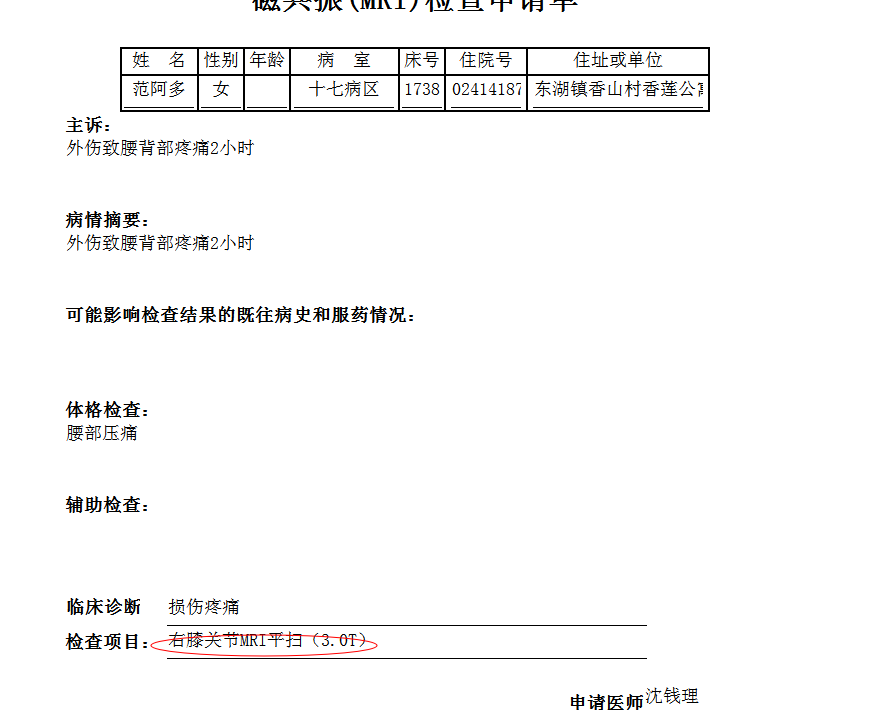 磁共振(MRI)检查申请单
姓 名 性别 年龄 病 室 床号 住院号 住址或单位
范阿多 女 十七病区 1738 02414187 东湖镇香山村香莲公寓
主诉：
外伤致腰背部疼痛2小时
病情摘要：
外伤致腰背部疼痛2小时
可能影响检查结果的既往病史和服药情况：
体格检查：
腰部压痛
辅助检查：
临床诊断 损伤疼痛
检查项目： 右膝关节MRI平扫（3.0T）
申请医师 沈钱理